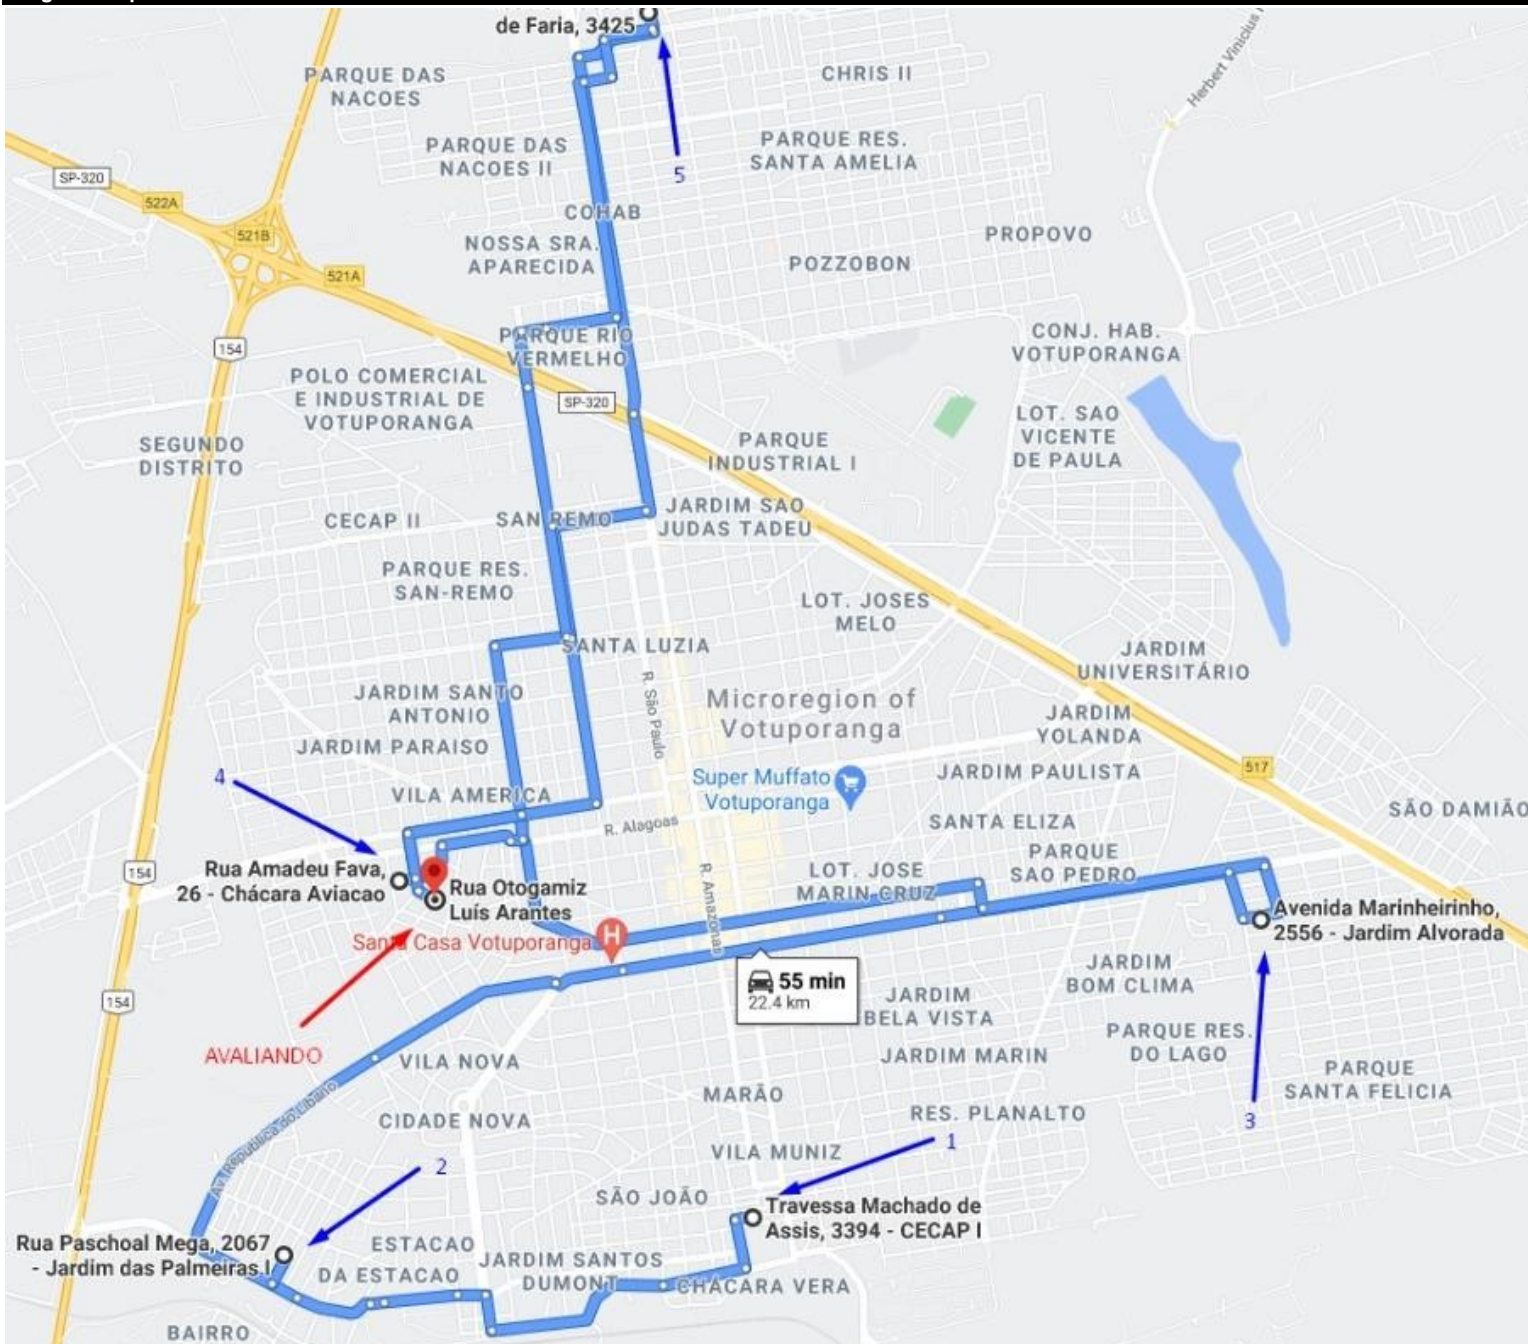 de Faria, 3425
5
PARQUE DAS
NACOES
CHRIS II
Herbert Vinicius
PARQUE DAS
NACOES II
PARQUE RES.
SANTA AMELIA
SP-320
522A
521B
521A
COHAB
NOSSA SRA.
APARECIDA
PROPOVO
POZZOBON
154
PARQUE RIO
VERMELHO
CONJ. HAB.
VOTUPORANGA
POLO COMERCIAL
E INDUSTRIAL DE
VOTUPORANGA
SP-320
SEGUNDO
DISTRITO
PARQUE
INDUSTRIAL I
LOT. SAO
VICENTE
DE PAULA
CECAP II
SAN REMO
JARDIM SAO
JUDAS TADEU
PARQUE RES.
SAN-REMO
LOT. JOSES
MELO
SANTA LUZIA
JARDIM
UNIVERSITÁRIO
R. São Paulo
JARDIM SANTO
ANTONIO
Microregion of
Votuporanga
JARDIM
YOLANDA
JARDIM PARAISO
517
4
Super Muffato
Votuporanga
JARDIM PAULISTA
VILA AMERICA
SÃO DAMIÃO
R. Alagoas
SANTA ELIZA
154
Rua Amadeu Fava,
26 - Chácara Aviacao
PARQUE
SAO PEDRO
LOT. JOSE
MARIN CRUZ
Rua Otogamiz
Luís Arantes
R. Amazonas
Avenida Marinheirinho,
2556 - Jardim Alvorada
Santa Casa Votuporanga
H
154
55 min
22.4 km
JARDIM
BOM CLIMA
JARDIM
BELA VISTA
AVALIANDO
VILA NOVA
JARDIM MARIN
PARQUE RES.
DO LAGO
PARQUE
SANTA FELICIA
Av. República do Líbano
MARÃO
CIDADE NOVA
RES. PLANALTO
3
1
2
VILA MUNIZ
SÃO JOÃO
Travessa Machado de
Assis, 3394 - CECAP I
Rua Paschoal Mega, 2067
- Jardim das Palmeiras I
ESTACAO
DA ESTACAO
JARDIM SANTOS
DUMONT
CHACARA VERA
BAIRRO